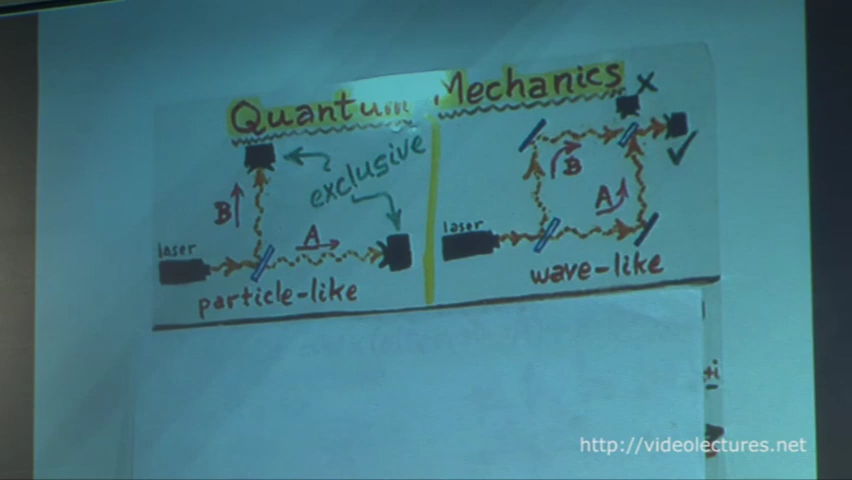 Quantum Mechanics
exclusive
B
laser
A
particle-like
X
B
A
laser
wave-like
+i
http://videolectures.net